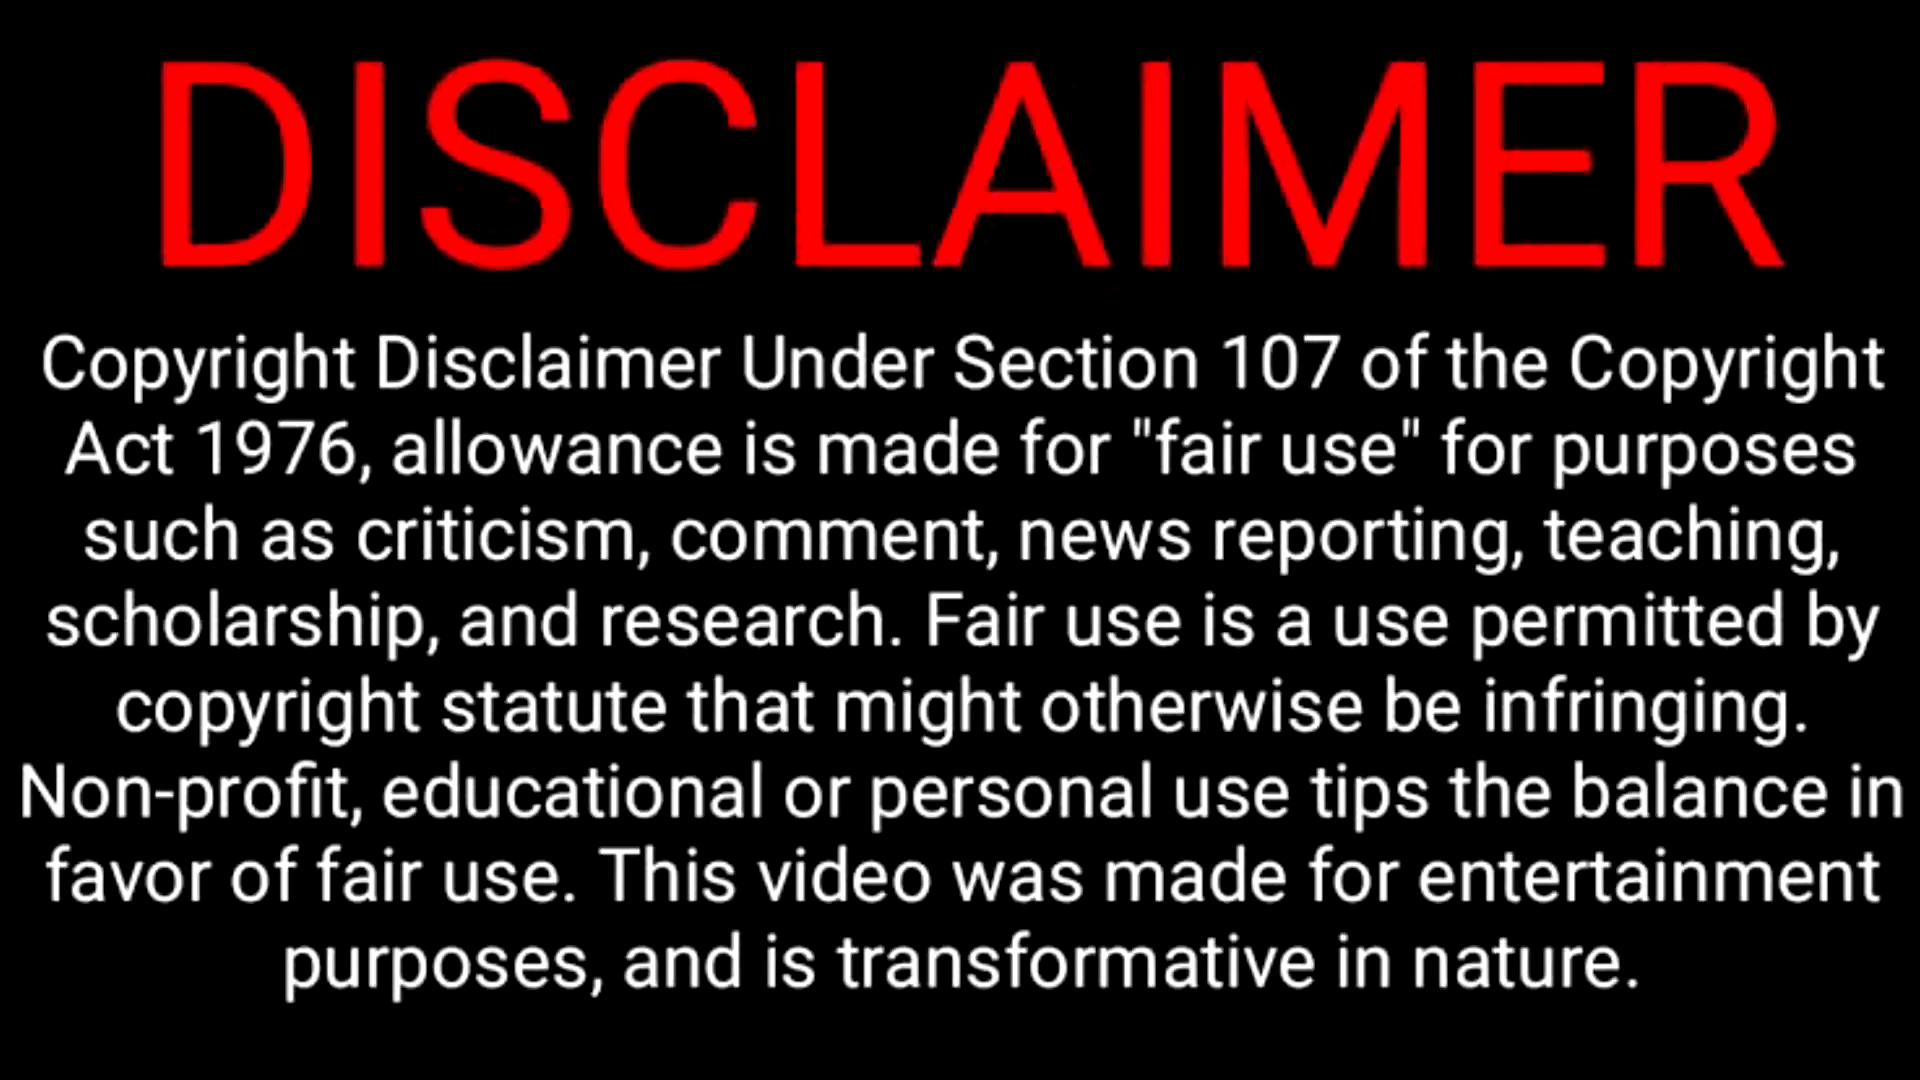 DISCLAIMER
Copyright Disclaimer Under Section 107 of the Copyright
Act 1976, allowance is made for "fair use" for purposes
such as criticism, comment, news reporting, teaching,
scholarship, and research. Fair use is a use permitted by
copyright statute that might otherwise be infringing.
Non-profit, educational or personal use tips the balance in
favor of fair use. This video was made for entertainment
purposes, and is transformative in nature.